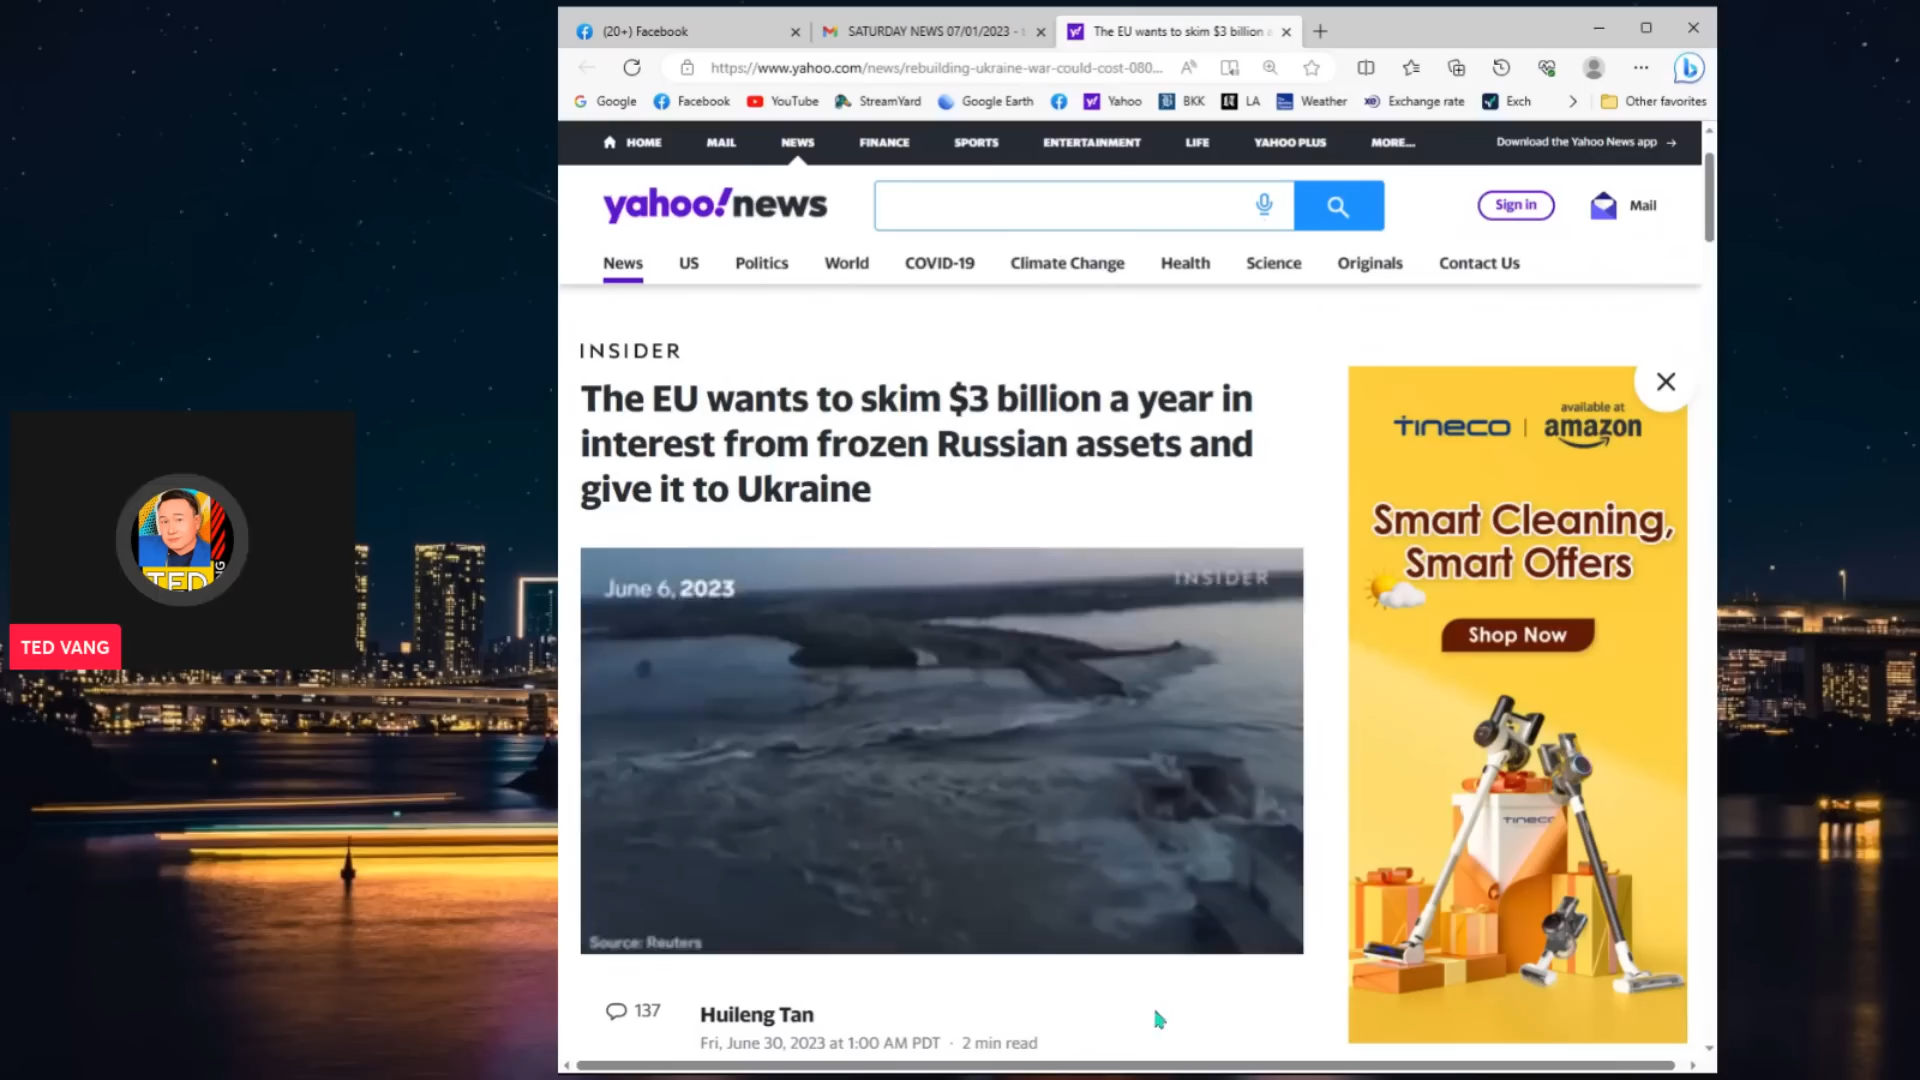 (20+) Facebook
SATURDAY NEWS 07/01/2023 -
The EU wants to skim $3 billion
https://www.yahoo.com/news/rebuilding-ukraine-war-could-cost-080...
Google
Facebook
YouTube
StreamYard
Google Earth
Yahoo
BKK
LA
Weather
Exchange rate
Exch
Other favorites
HOME
MAIL
NEWS
FINANCE
SPORTS
ENTERTAINMENT
LIFE
YAHOO PLUS
MORE...
Download the Yahoo News app →
yahoo!news
Sign in
Mail
News
US
Politics
World
COVID-19
Climate Change
Health
Science
Originals
Contact Us
INSIDER
The EU wants to skim $3 billion a year in
interest from frozen Russian assets and
give it to Ukraine
June 6, 2023
INSIDER
Source: Reuters
137
Huileng Tan
Fri, June 30, 2023 at 1:00 AM PDT · 2 min read
Tineco
available at
amazon
Smart Cleaning,
Smart Offers
Shop Now
TINECO
TED
TED VANG